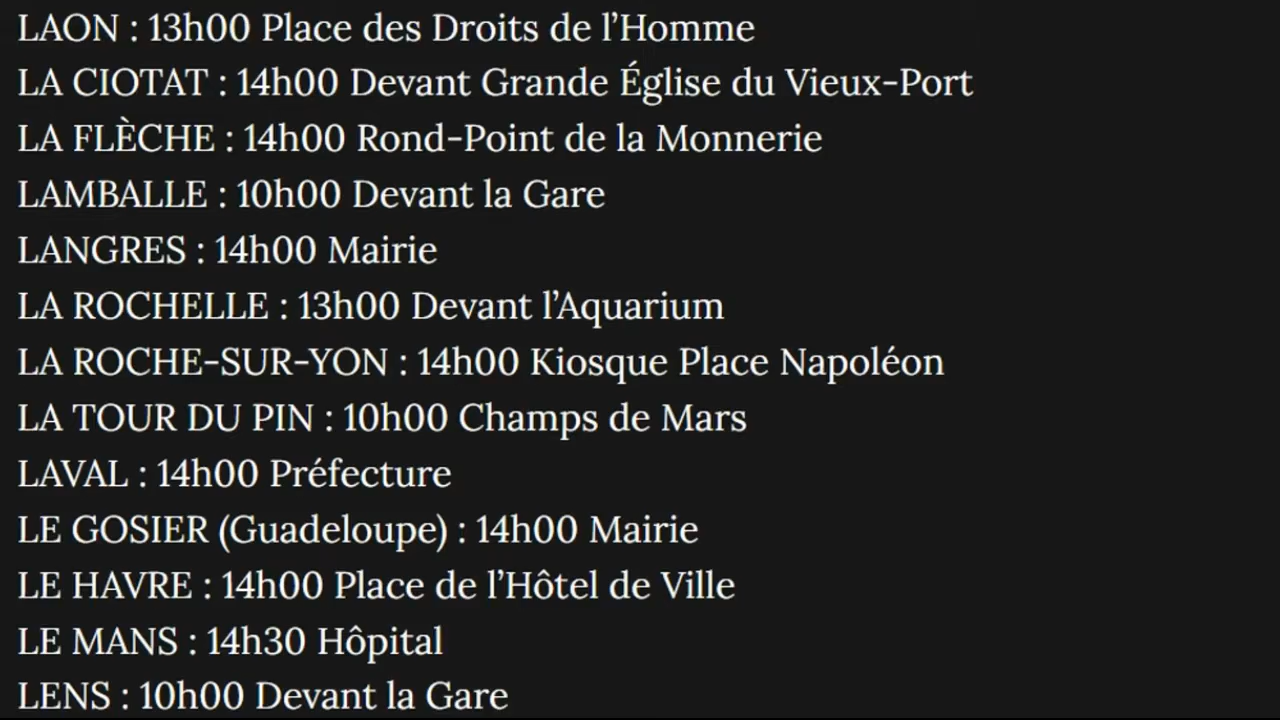 LAON : 13h00 Place des Droits de l’Homme
LA CIOTAT : 14h00 Devant Grande Église du Vieux-Port
LA FLÈCHE : 14h00 Rond-Point de la Monnerie
LAMBALLE : 10h00 Devant la Gare
LANGRES : 14h00 Mairie
LA ROCHELLE : 13h00 Devant l’Aquarium
LA ROCHE-SUR-YON : 14h00 Kiosque Place Napoléon
LA TOUR DU PIN : 10h00 Champs de Mars
LAVAL : 14h00 Préfecture
LE GOSIER (Guadeloupe) : 14h00 Mairie
LE HAVRE : 14h00 Place de l’Hôtel de Ville
LE MANS : 14h30 Hôpital
LENS : 10h00 Devant la Gare